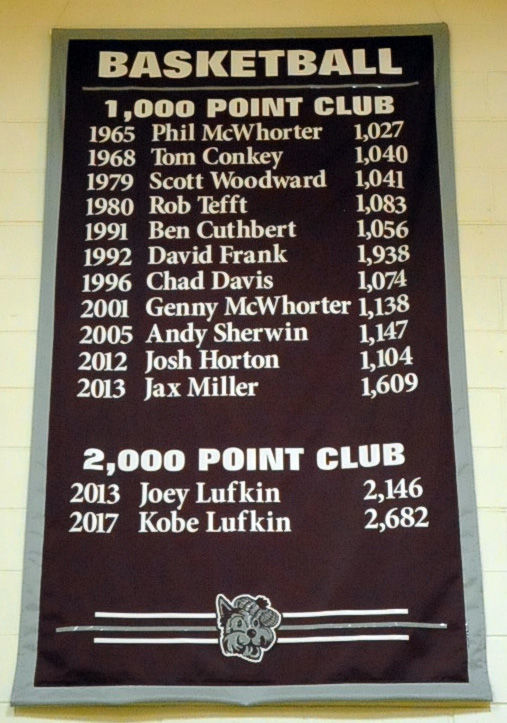 BASKETBALL
1,000 POINT CLUB
1965 Phil McWhorter 1,027
1968 Tom Conkey 1,040
1979 Scott Woodward 1,041
1980 Rob Tefft 1,083
1991 Ben Cuthbert 1,056
1992 David Frank 1,938
1996 Chad Davis 1,074
2001 Genny McWhorter 1,138
2005 Andy Sherwin 1,147
2012 Josh Horton 1,104
2013 Jax Miller 1,609
2,000 POINT CLUB
2013 Joey Lufkin 2,146
2017 Kobe Lufkin 2,682